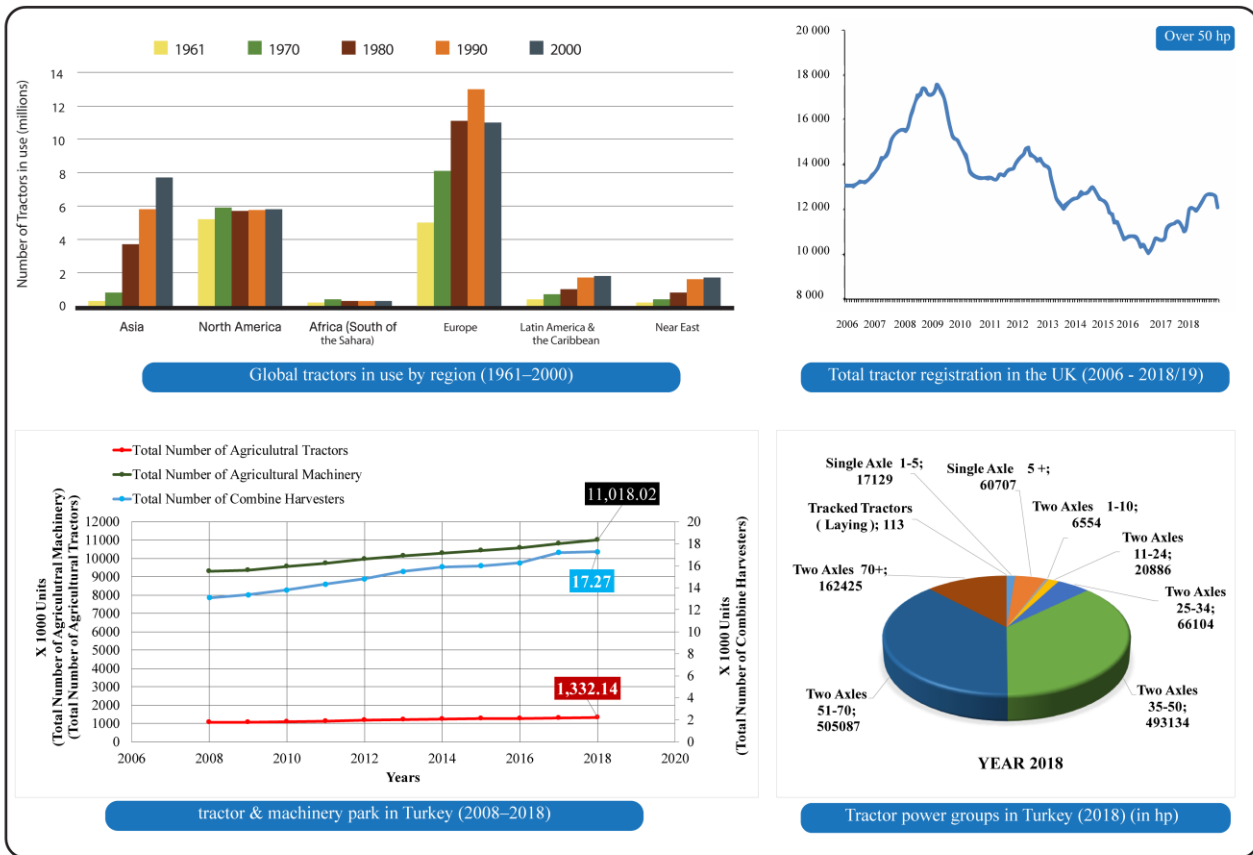 1961 1970 1980 1990 2000
Number of Tractors in use (millions)
14
12
10
8
6
4
2
0
Asia
North America
Africa (South of
the Sahara)
Europe
Latin America &
the Caribbean
Near East
Global tractors in use by region (1961–2000)
Over 50 hp
20 000
18 000
16 000
14 000
12 000
10 000
8 000
2006 2007 2008 2009 2010 2011 2012 2013 2014 2015 2016 2017 2018
Total tractor registration in the UK (2006 - 2018/19)
Total Number of Agriculutral Tractors
Total Number of Agricultural Machinery
Total Number of Combine Harvesters
X 1000 Units
(Total Number of Agriculutral Machinery)
(Total Number of Agricultural Tractors
12000
11000
10000
9000
8000
7000
6000
5000
4000
3000
2000
1000
0
11,018.02
17.27
1,332.14
20
18
16
14
12
10
8
6
4
2
0
X 1000 Units
(Total Number of Combine Harvesters)
2006 2008 2010 2012 2014 2016 2018 2020
Years
tractor & machinery park in Turkey (2008–2018)
Single Axle 1-5;
17129
Single Axle 5 +;
60707
Tracked Tractors
( Laying ); 113
Two Axles 1-10;
6554
Two Axles
11-24;
20886
Two Axles 70+;
162425
Two Axles
25-34;
66104
Two Axles
51-70;
505087
Two Axles
35-50;
493134
YEAR 2018
Tractor power groups in Turkey (2018) (in hp)